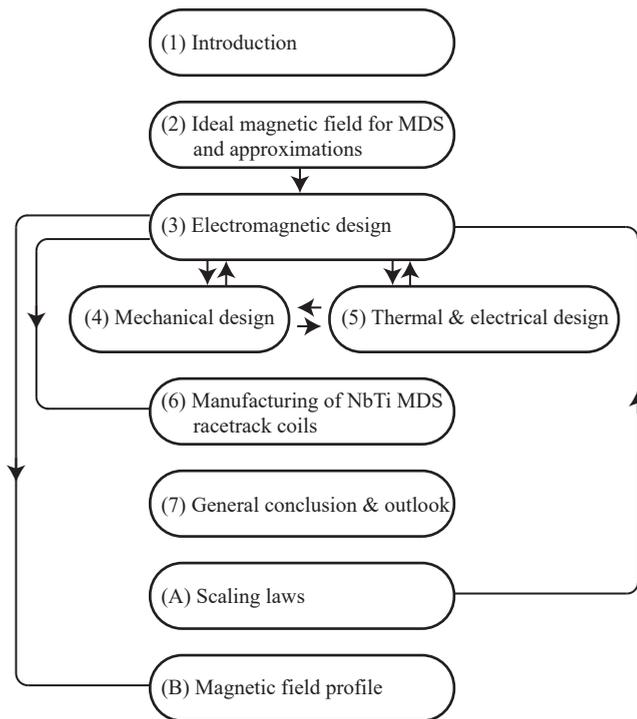 (1) Introduction
(2) Ideal magnetic field for MDS
and approximations
(3) Electromagnetic design
(4) Mechanical design
(5) Thermal & electrical design
(6) Manufacturing of NbTi MDS
racetrack coils
(7) General conclusion & outlook
(A) Scaling laws
(B) Magnetic field profile